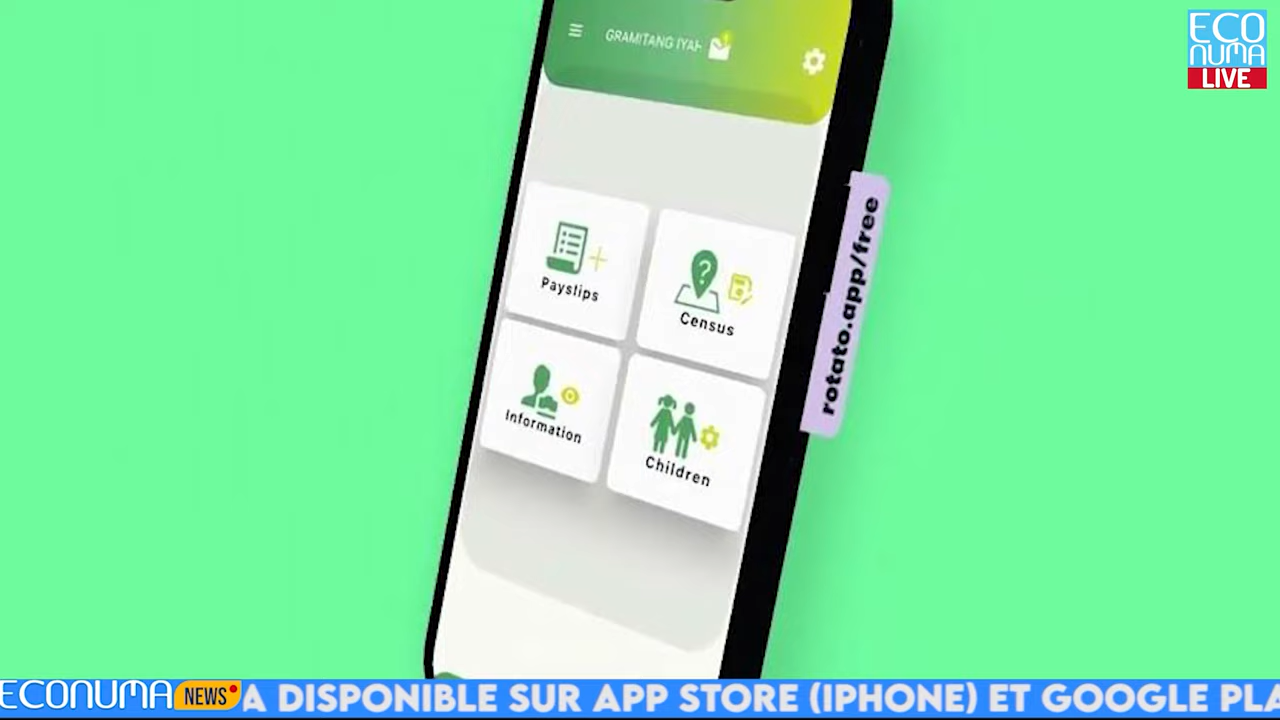 GRAMITANG IYAH
ECO
NUMA
LIVE
Payslips
Census
Information
Children
rotato.app/free
ECONUMA NEWS
A DISPONIBLE SUR APP STORE (IPHONE) ET GOOGLE PLA